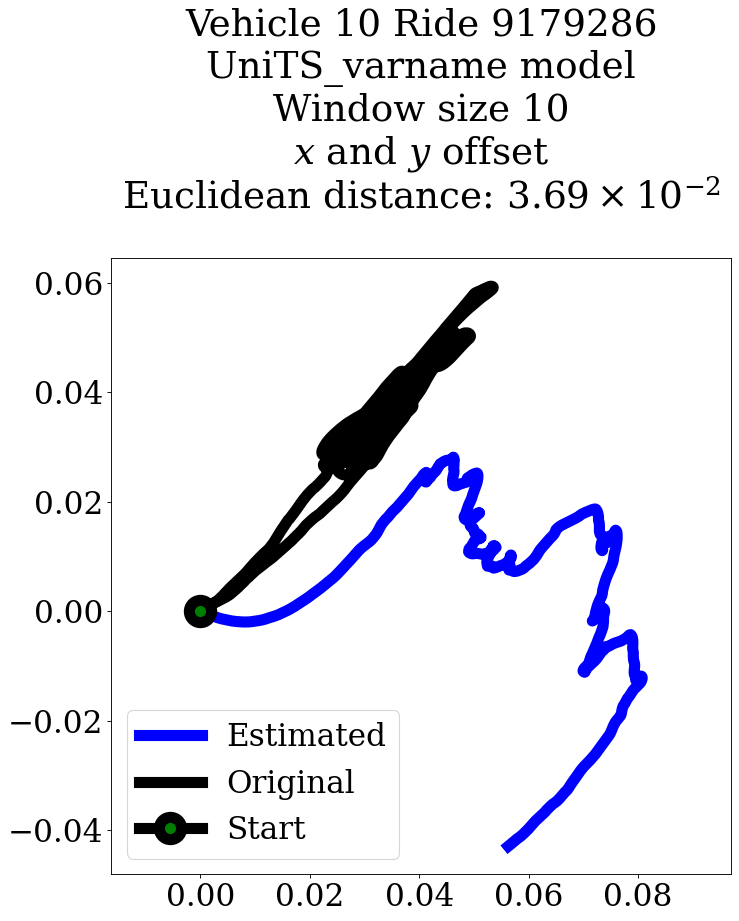 Vehicle 10 Ride 9179286
UniTS_varname model
Window size 10
x and y offset
Euclidean distance: 3.69 × 10⁻²
0.06
0.04
0.02
0.00
−0.02
−0.04
Estimated
Original
Start
0.00 0.02 0.04 0.06 0.08